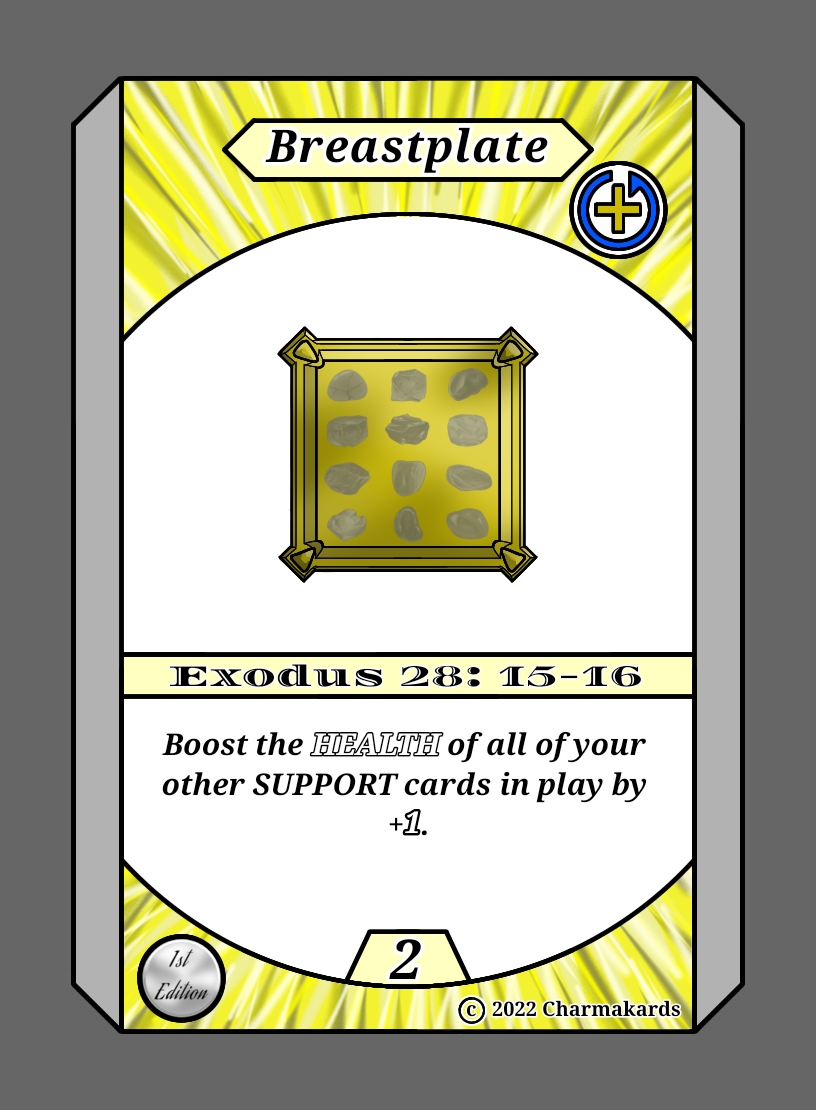 Breastplate
Exodus 28: 15-16
Boost the HEALTH of all of your
other SUPPORT cards in play by
+1.
2
1st
Edition
© 2022 Charmakards